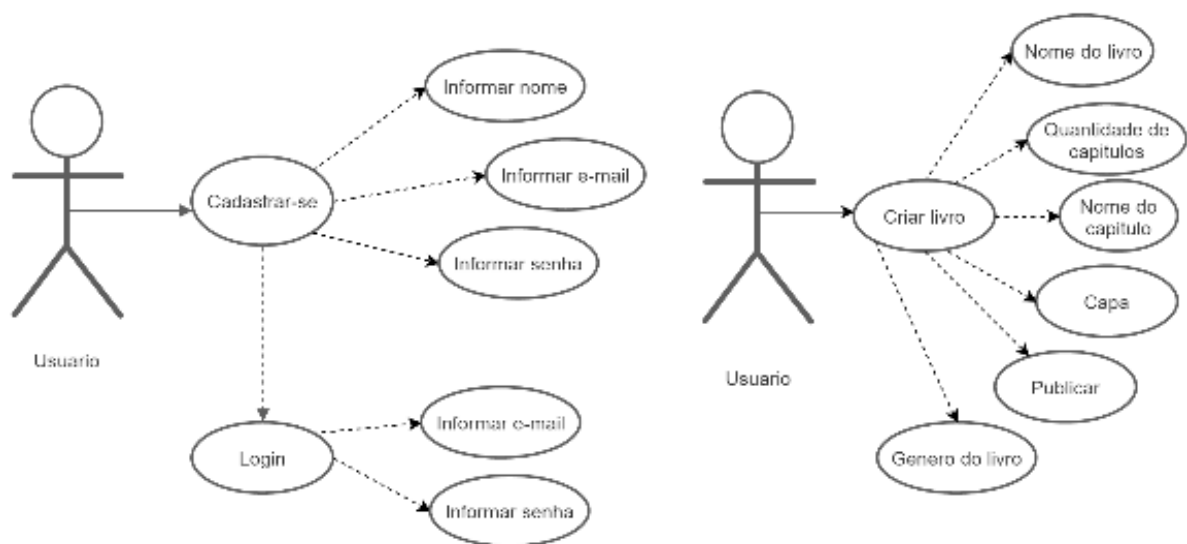 Informar nome
Informar e-mail
Cadastrar-se
Informar senha
Usuario
Informar e-mail
Login
Informar senha
Nome do livro
Quantidade de
capitulos
Criar livro
Nome do
capitulo
Capa
Usuario
Publicar
Genero do livro